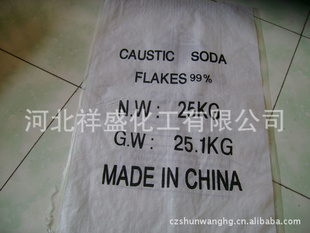 CAUSTIC SODA
FLAKES 99%
N.W: 25KG
河北祥盛化工有限公司
G.W: 25.1KG
MADE IN CHINA
czshunwanghg.cn.alibaba.com